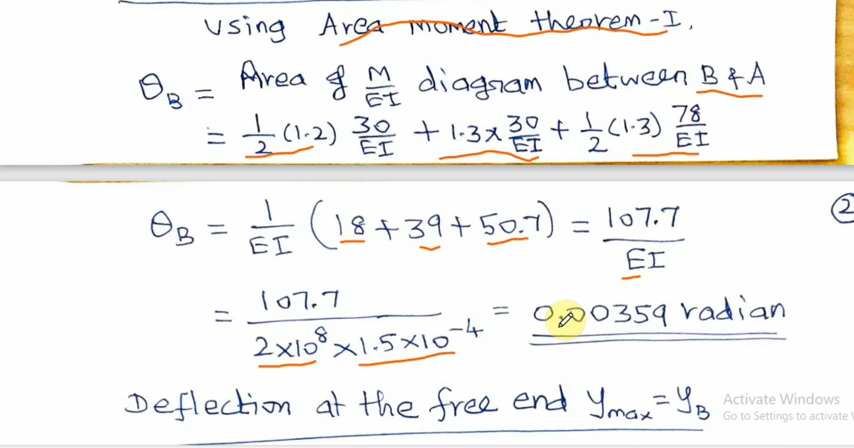 Using Area moment theorem-I.
θB = Area of M/EI diagram between B & A
= 1/2 (1.2) 30/EI + 1.3 x 30/EI + 1/2 (1.3) 78/EI
θB = 1/EI (18 + 39 + 50.7) = 107.7/EI
②
= 107.7/(2x10⁸ x 1.5x10⁻⁴) = 0.00359 radian
Deflection at the free end ymax = yB
Activate Windows
Go to Settings to activate